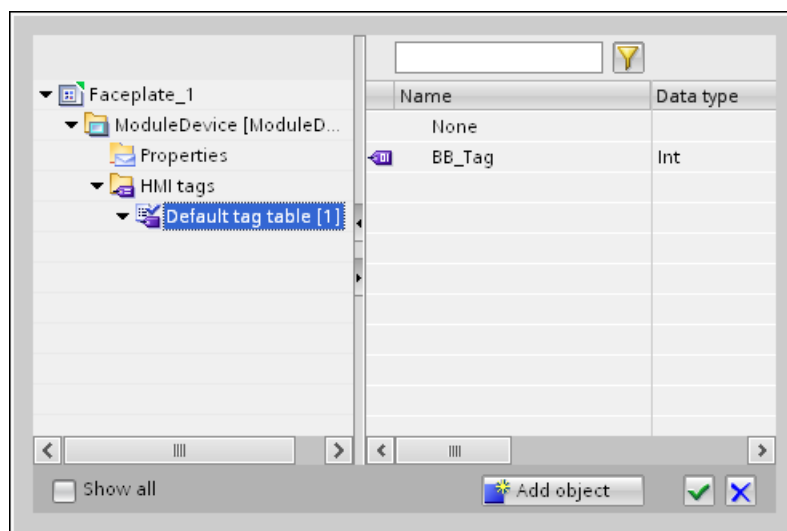 Faceplate_1
ModuleDevice [ModuleD...
Properties
HMI tags
Default tag table [1]
Name Data type
None
BB_Tag Int
Show all
Add object